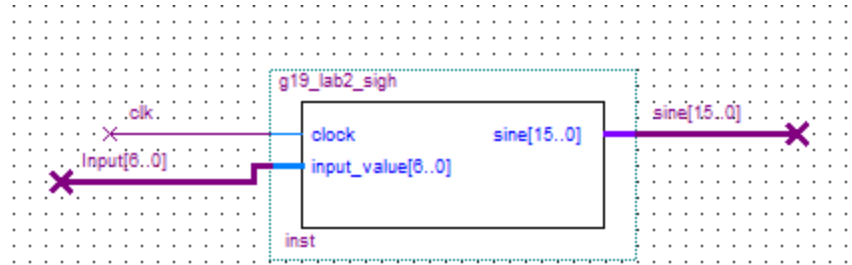 g19_lab2_sigh
clk
sine[15..0]
clock
sine[15..0]
Input[6..0]
input_value[6..0]
inst